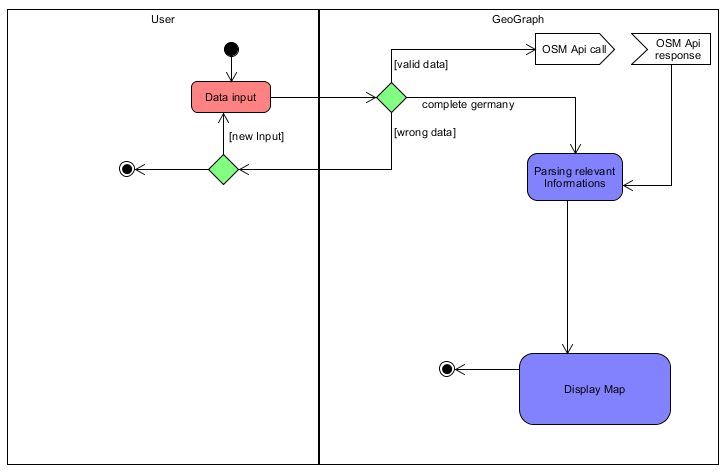 User
GeoGraph
OSM Api call
OSM Api
response
[valid data]
Data input
complete germany
[new Input]
[wrong data]
Parsing relevant
Informations
Display Map